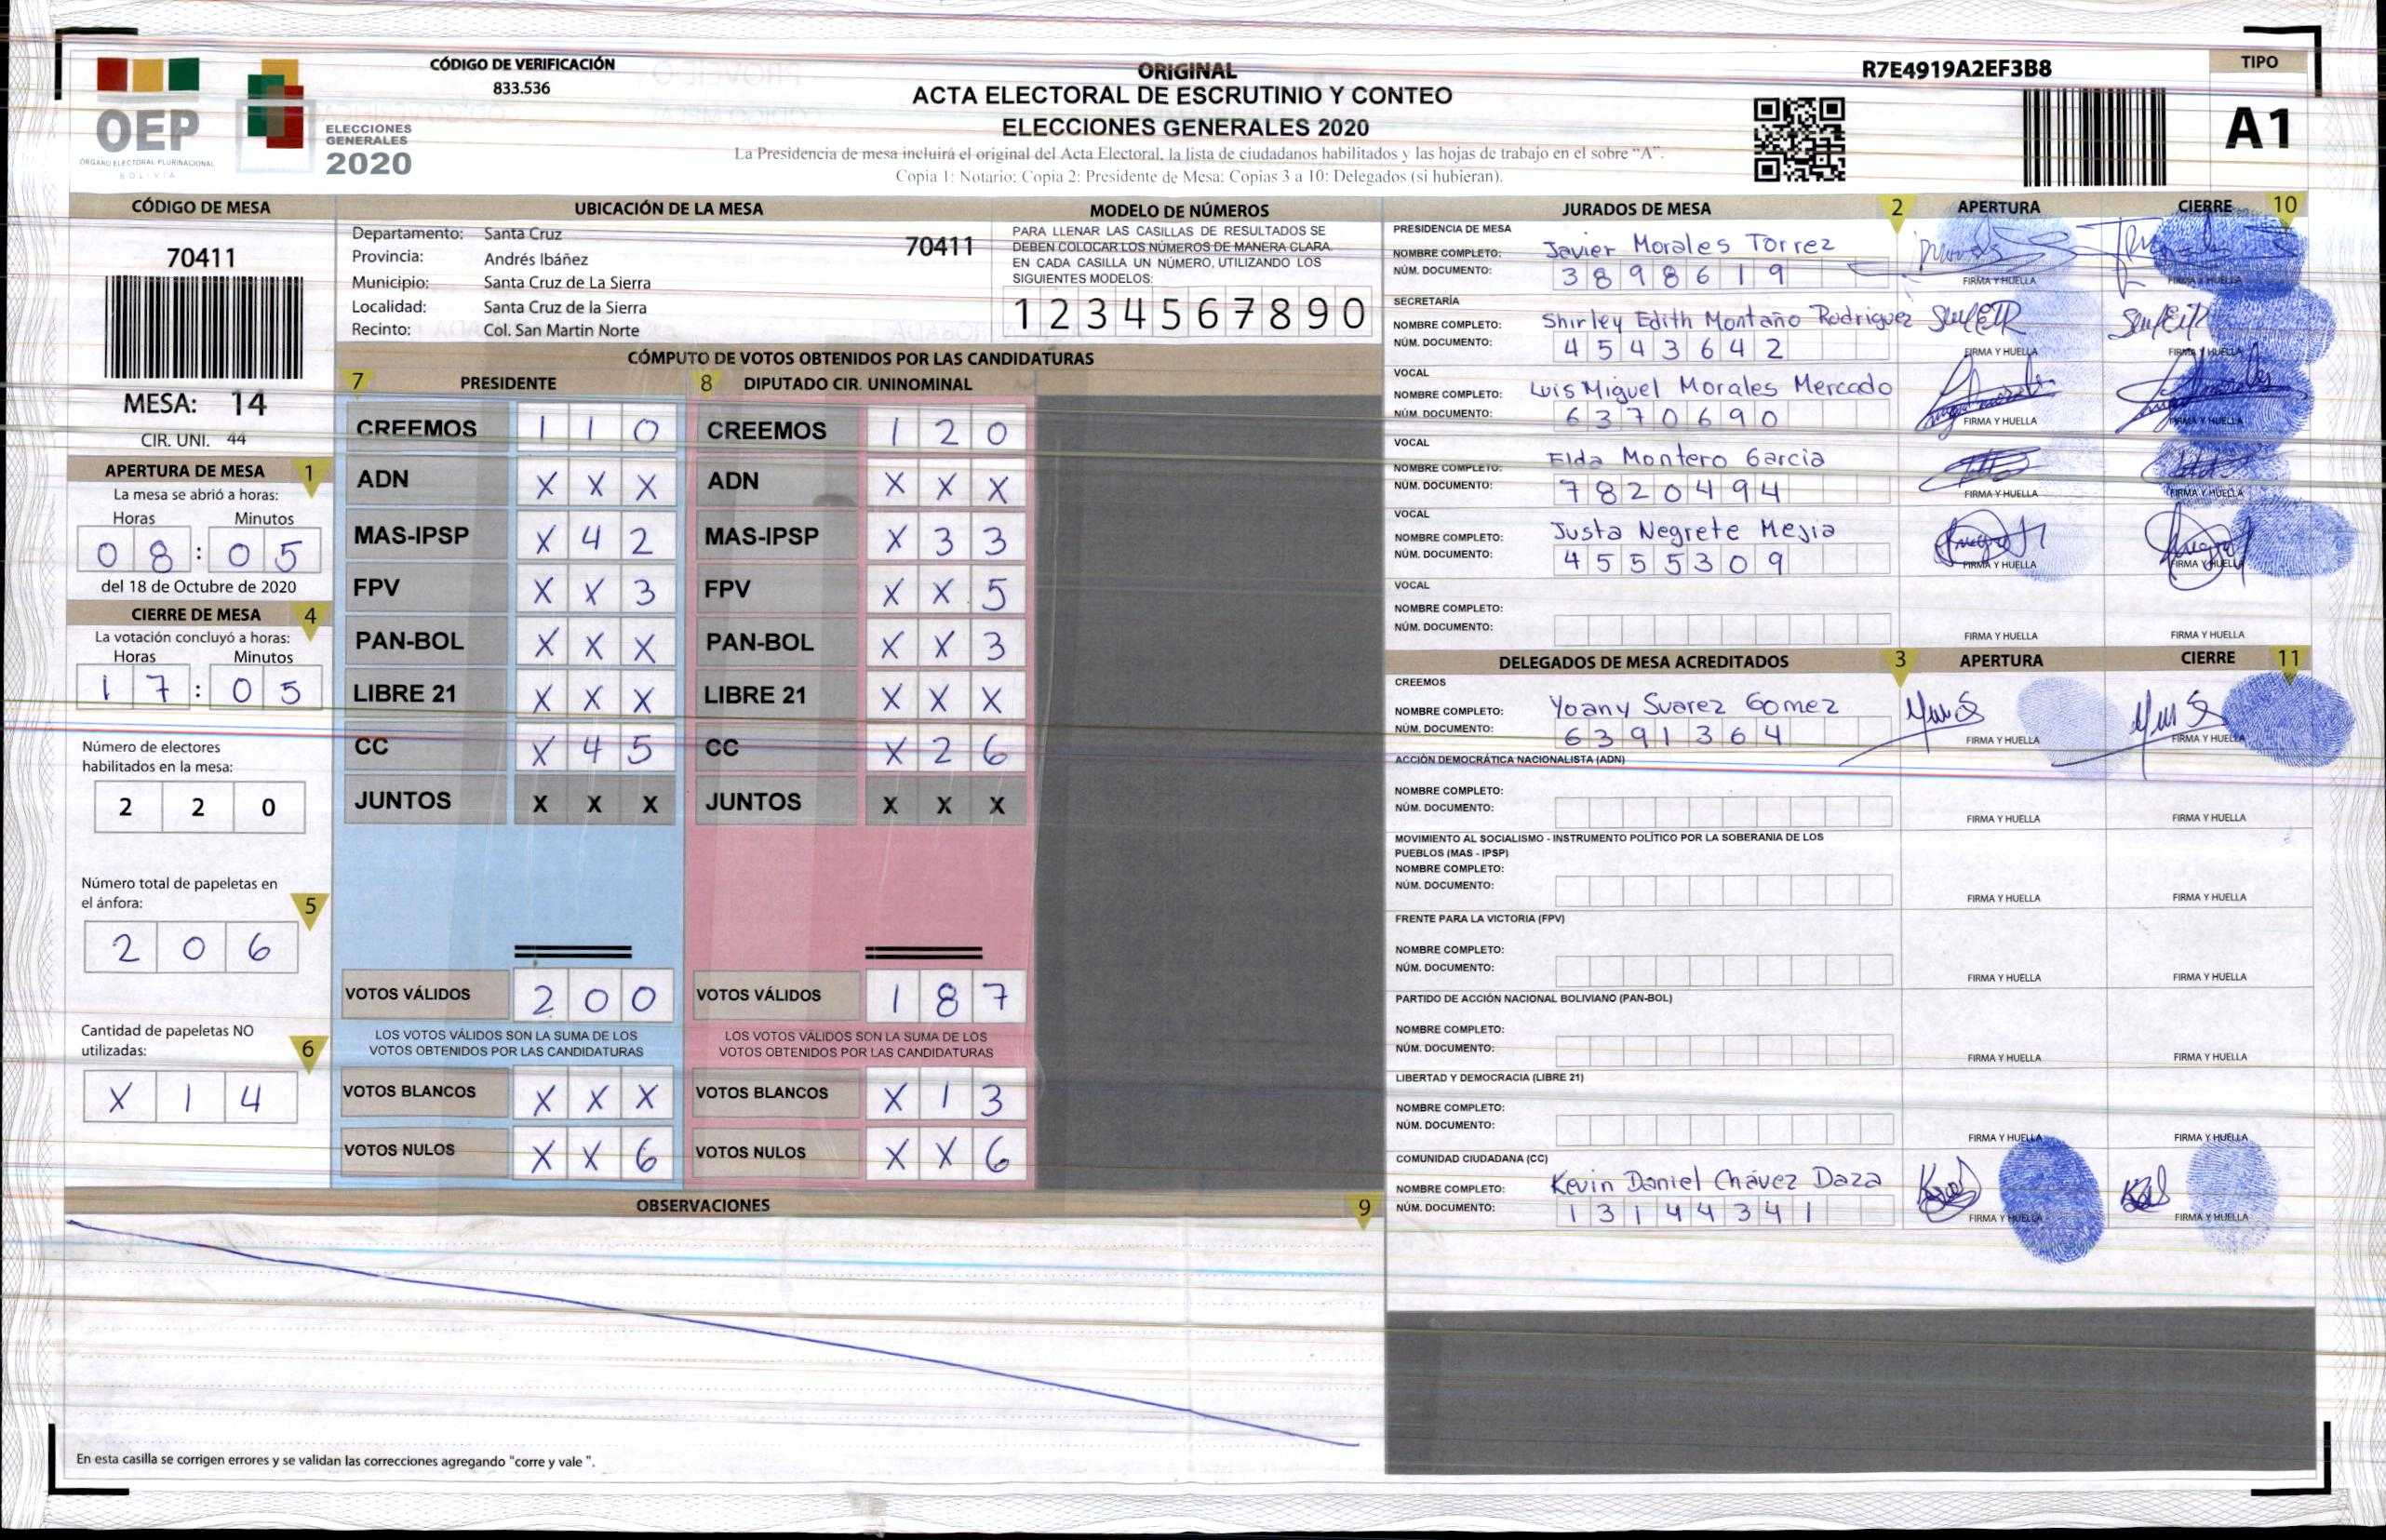 CÓDIGO DE VERIFICACIÓN
833.536
OEP
ÓRGANO ELECTORAL PLURINACIONAL
BOLIVIA
ELECCIONES
GENERALES
2020
ORIGINAL
ACTA ELECTORAL DE ESCRUTINIO Y CONTEO
ELECCIONES GENERALES 2020
La Presidencia de mesa incluirá el original del Acta Electoral, la lista de ciudadanos habilitados y las hojas de trabajo en el sobre "A".
Copia 1: Notario; Copia 2: Presidente de Mesa; Copias 3 a 10: Delegados (si hubieran).
R7E4919A2EF3B8
TIPO
A1
CÓDIGO DE MESA
70411
MESA: 14
CIR. UNI. 44
APERTURA DE MESA 1
La mesa se abrió a horas:
Horas Minutos
0 8 : 0 5
del 18 de Octubre de 2020
CIERRE DE MESA 4
La votación concluyó a horas:
Horas Minutos
1 7 : 0 5
Número de electores
habilitados en la mesa:
2 2 0
Número total de papeletas en
el ánfora: 5
2 0 6
Cantidad de papeletas NO
utilizadas: 6
X 1 4
UBICACIÓN DE LA MESA
Departamento: Santa Cruz
70411
Provincia: Andrés Ibáñez
Municipio: Santa Cruz de La Sierra
Localidad: Santa Cruz de la Sierra
Recinto: Col. San Martin Norte
MODELO DE NÚMEROS
PARA LLENAR LAS CASILLAS DE RESULTADOS SE
DEBEN COLOCAR LOS NÚMEROS DE MANERA CLARA.
EN CADA CASILLA UN NÚMERO, UTILIZANDO LOS
SIGUIENTES MODELOS:
1 2 3 4 5 6 7 8 9 0
CÓMPUTO DE VOTOS OBTENIDOS POR LAS CANDIDATURAS
7 PRESIDENTE 8 DIPUTADO CIR. UNINOMINAL
CREEMOS 1 1 0 CREEMOS 1 2 0
ADN X X X ADN X X X
MAS-IPSP X 4 2 MAS-IPSP X 3 3
FPV X X 3 FPV X X 5
PAN-BOL X X X PAN-BOL X X 3
LIBRE 21 X X X LIBRE 21 X X X
CC X 4 5 CC X 2 6
JUNTOS X X X JUNTOS X X X
VOTOS VÁLIDOS 2 0 0 VOTOS VÁLIDOS 1 8 7
LOS VOTOS VÁLIDOS SON LA SUMA DE LOS LOS VOTOS VÁLIDOS SON LA SUMA DE LOS
VOTOS OBTENIDOS POR LAS CANDIDATURAS VOTOS OBTENIDOS POR LAS CANDIDATURAS
VOTOS BLANCOS X X X VOTOS BLANCOS X 1 3
VOTOS NULOS X X 6 VOTOS NULOS X X 6
OBSERVACIONES 9
En esta casilla se corrigen errores y se validan las correcciones agregando "corre y vale ".
JURADOS DE MESA 2 APERTURA CIERRE 10
PRESIDENCIA DE MESA
NOMBRE COMPLETO: Javier Morales Torrez
NÚM. DOCUMENTO: 3 8 9 8 6 1 9
FIRMA Y HUELLA FIRMA Y HUELLA
SECRETARÍA
NOMBRE COMPLETO: Shirley Edith Montaño Rodriguez
NÚM. DOCUMENTO: 4 5 4 3 6 4 2
FIRMA Y HUELLA FIRMA Y HUELLA
VOCAL
NOMBRE COMPLETO: Luis Miguel Morales Mercado
NÚM. DOCUMENTO: 6 3 7 0 6 9 0
FIRMA Y HUELLA FIRMA Y HUELLA
VOCAL
NOMBRE COMPLETO: Elda Montero Garcia
NÚM. DOCUMENTO: 7 8 2 0 4 9 4
FIRMA Y HUELLA FIRMA Y HUELLA
VOCAL
NOMBRE COMPLETO: Justa Negrete Mejia
NÚM. DOCUMENTO: 4 5 5 5 3 0 9
FIRMA Y HUELLA FIRMA Y HUELLA
VOCAL
NOMBRE COMPLETO:
NÚM. DOCUMENTO:
FIRMA Y HUELLA FIRMA Y HUELLA
DELEGADOS DE MESA ACREDITADOS 3 APERTURA CIERRE 11
CREEMOS
NOMBRE COMPLETO: Yoany Suarez Gomez
NÚM. DOCUMENTO: 6 3 9 1 3 6 4
FIRMA Y HUELLA FIRMA Y HUELLA
ACCIÓN DEMOCRÁTICA NACIONALISTA (ADN)
NOMBRE COMPLETO:
NÚM. DOCUMENTO:
FIRMA Y HUELLA FIRMA Y HUELLA
MOVIMIENTO AL SOCIALISMO - INSTRUMENTO POLÍTICO POR LA SOBERANIA DE LOS
PUEBLOS (MAS - IPSP)
NOMBRE COMPLETO:
NÚM. DOCUMENTO:
FIRMA Y HUELLA FIRMA Y HUELLA
FRENTE PARA LA VICTORIA (FPV)
NOMBRE COMPLETO:
NÚM. DOCUMENTO:
FIRMA Y HUELLA FIRMA Y HUELLA
PARTIDO DE ACCIÓN NACIONAL BOLIVIANO (PAN-BOL)
NOMBRE COMPLETO:
NÚM. DOCUMENTO:
FIRMA Y HUELLA FIRMA Y HUELLA
LIBERTAD Y DEMOCRACIA (LIBRE 21)
NOMBRE COMPLETO:
NÚM. DOCUMENTO:
FIRMA Y HUELLA FIRMA Y HUELLA
COMUNIDAD CIUDADANA (CC)
NOMBRE COMPLETO: Kevin Daniel Chávez Daza
NÚM. DOCUMENTO: 1 3 1 4 4 3 4 1
FIRMA Y HUELLA FIRMA Y HUELLA